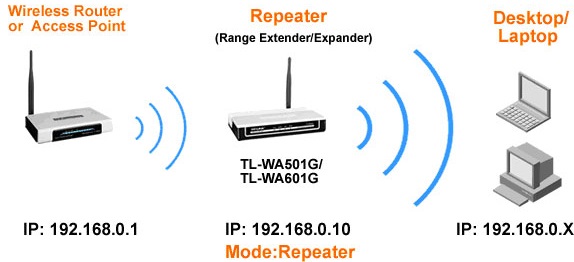 Wireless Router
or Access Point
Repeater
(Range Extender/Expander)
Desktop/
Laptop
TL-WA501G/
TL-WA601G
IP: 192.168.0.1
IP: 192.168.0.10
IP: 192.168.0.X
Mode:Repeater